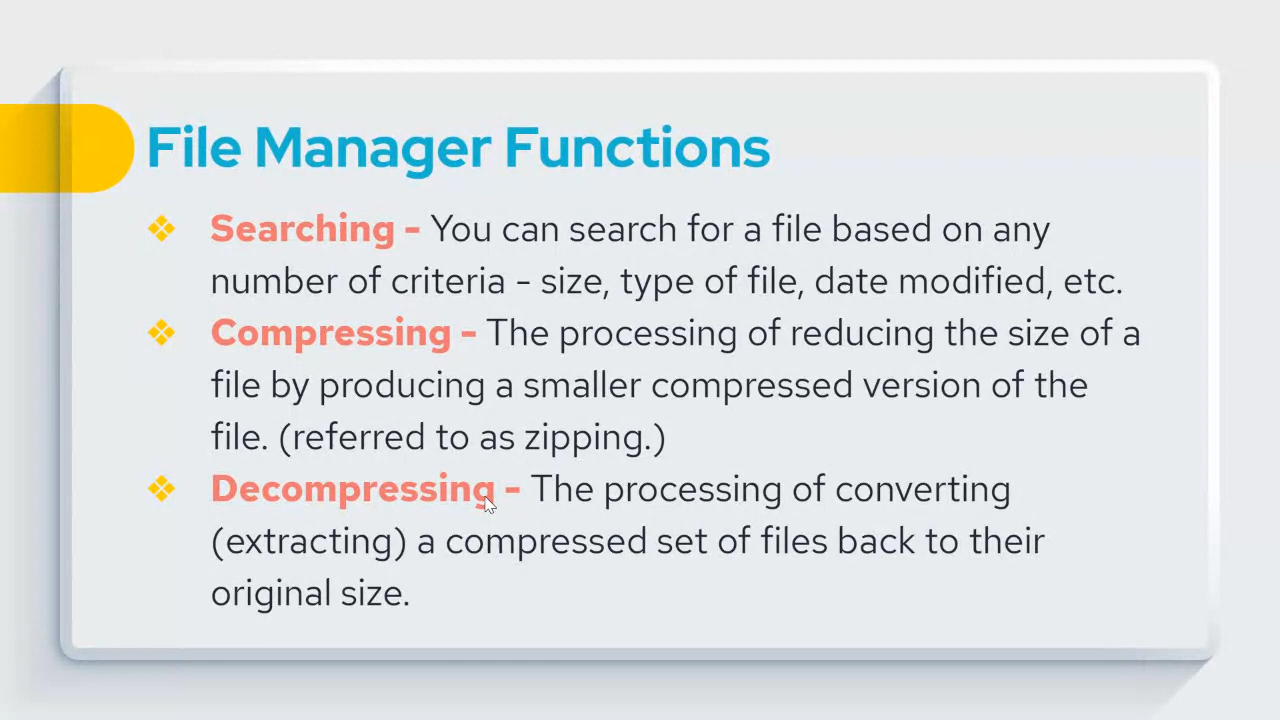 File Manager Functions
❖ Searching - You can search for a file based on any
number of criteria - size, type of file, date modified, etc.
❖ Compressing - The processing of reducing the size of a
file by producing a smaller compressed version of the
file. (referred to as zipping.)
❖ Decompressing - The processing of converting
(extracting) a compressed set of files back to their
original size.